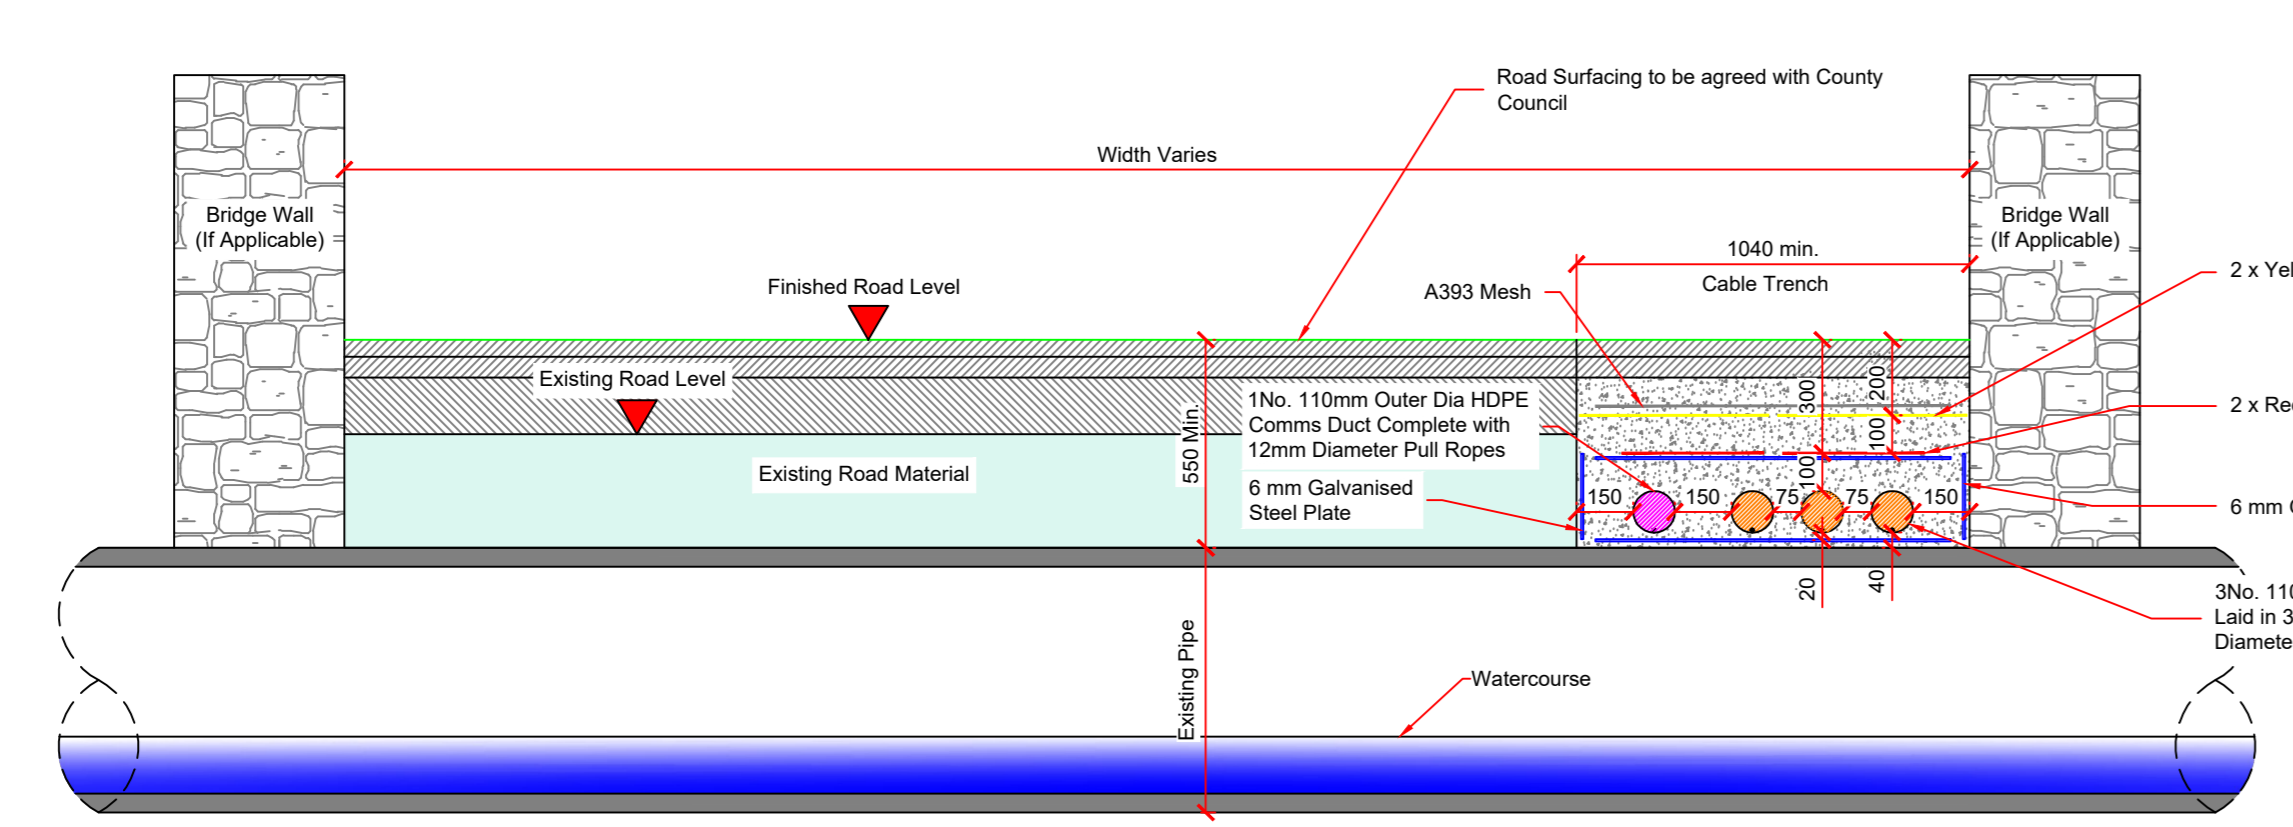 Road Surfacing to be agreed with County
Council
Width Varies
Bridge Wall
(If Applicable)
Bridge Wall
(If Applicable)
1040 min.
Cable Trench
A393 Mesh
2 x Yel
Finished Road Level
Existing Road Level
Existing Road Material
550 Min.
1No. 110mm Outer Dia HDPE
Comms Duct Complete with
12mm Diameter Pull Ropes
6 mm Galvanised
Steel Plate
300
200
100
100
2 x Re
150
150
75
75
150
6 mm
20
40
3No. 110
Laid in 3
Diamete
Existing Pipe
Watercourse